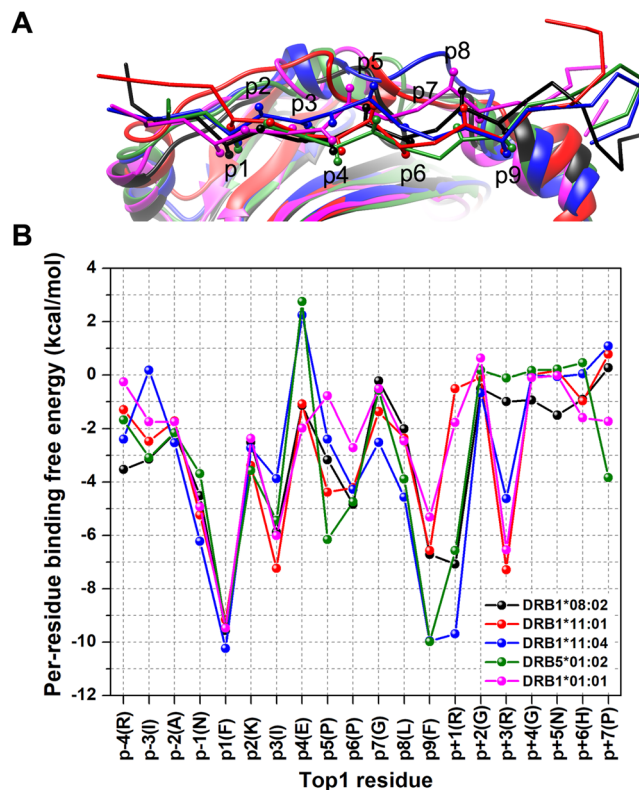 A
p8
p5
p2
p3
p7
p1
p4
p6
p9
B
Per-residue binding free energy (kcal/mol)
4
2
0
-2
-4
-6
-8
-10
-12
DRB1*08:02
DRB1*11:01
DRB1*11:04
DRB5*01:02
DRB1*01:01
p-4(R)
p-3(I)
p-2(A)
p-1(N)
p1(F)
p2(K)
p3(I)
p4(E)
p5(P)
p6(P)
p7(G)
p8(L)
p9(F)
p+1(R)
p+2(G)
p+3(R)
p+4(G)
p+5(N)
p+6(H)
p+7(P)
Top1 residue